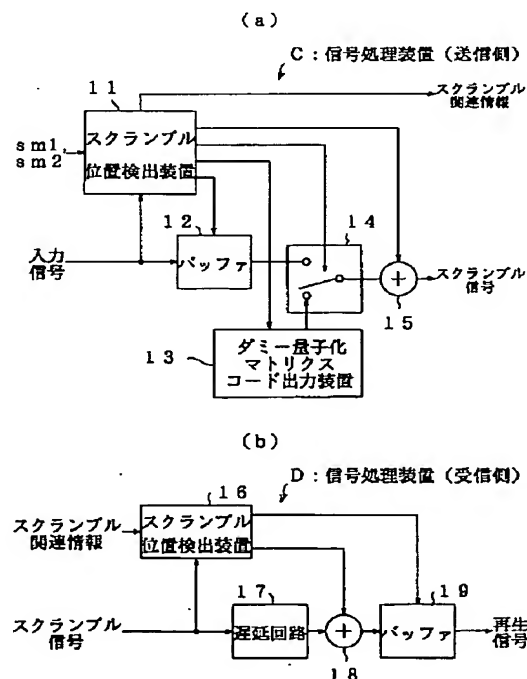 (a)
C:信号処理装置(送信側)
11
スクランブル
関連情報
sm1,
sm2
スクランブル
位置検出装置
12
14
入力
信号
バッファ
スクランブル
信号
15
13
ダミー量子化
マトリクス
コード出力装置
(b)
D:信号処理装置(受信側)
16
スクランブル
関連情報
スクランブル
位置検出装置
17
19
スクランブル
信号
遅延回路
バッファ
再生
信号
18